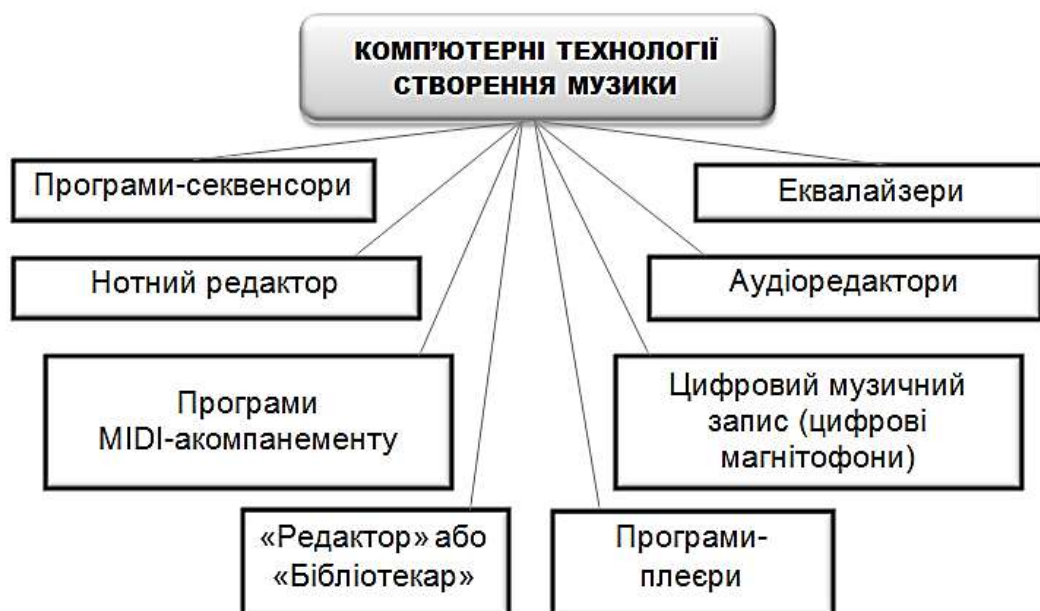 КОМП’ЮТЕРНІ ТЕХНОЛОГІЇ
СТВОРЕННЯ МУЗИКИ
Програми-секвенсори
Еквалайзери
Нотний редактор
Аудіоредактори
Програми
MIDI-акомпанементу
Цифровий музичний
запис (цифрові
магнітофони)
«Редактор» або
«Бібліотекар»
Програми-
плеєри